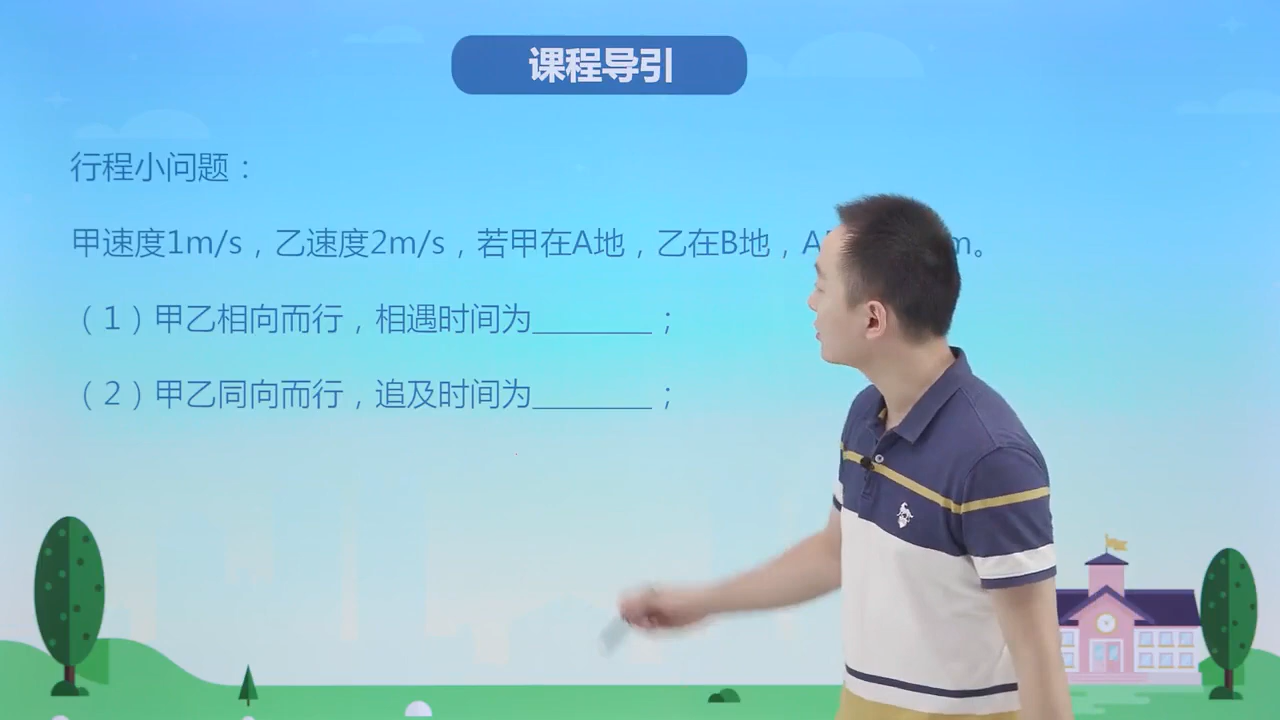 课程导引
行程小问题：
甲速度1m/s，乙速度2m/s，若甲在A地，乙在B地，A m。
（1）甲乙相向而行，相遇时间为________；
（2）甲乙同向而行，追及时间为________；